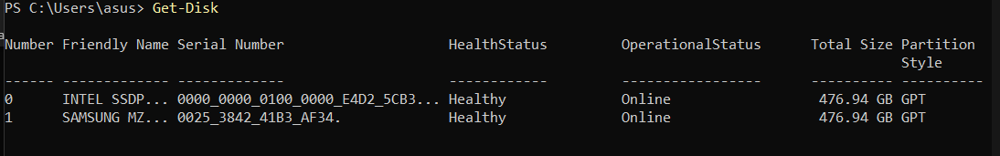 PS C:\Users\asus> Get-Disk
Number Friendly Name Serial Number HealthStatus OperationalStatus Total Size Partition
Style
------ ------------- ------------- ------------ ----------------- ---------- ----------
0 INTEL SSDP... 0000_0000_0100_0000_E4D2_5CB3... Healthy Online 476.94 GB GPT
1 SAMSUNG MZ... 0025_3842_41B3_AF34. Healthy Online 476.94 GB GPT